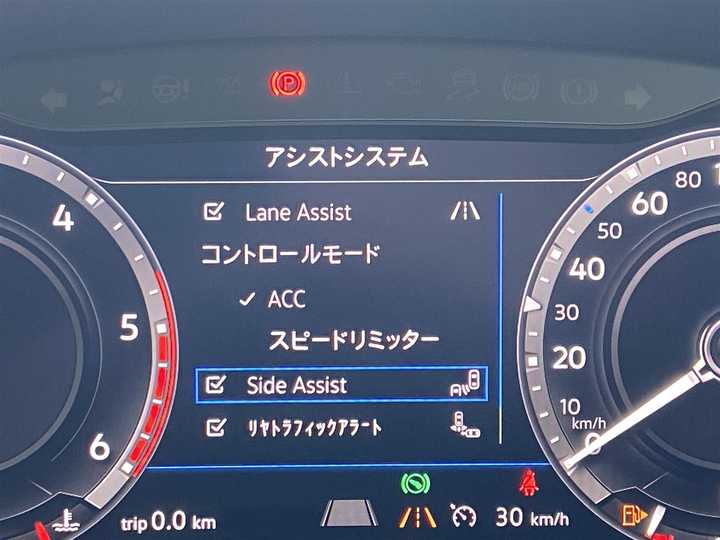 P
アシストシステム
Lane Assist
コントロールモード
ACC
スピードリミッター
Side Assist
リヤトラフィックアラート
trip 0.0 km
30 km/h
4
5
6
80
60
50
40
30
20
10
km/h
0